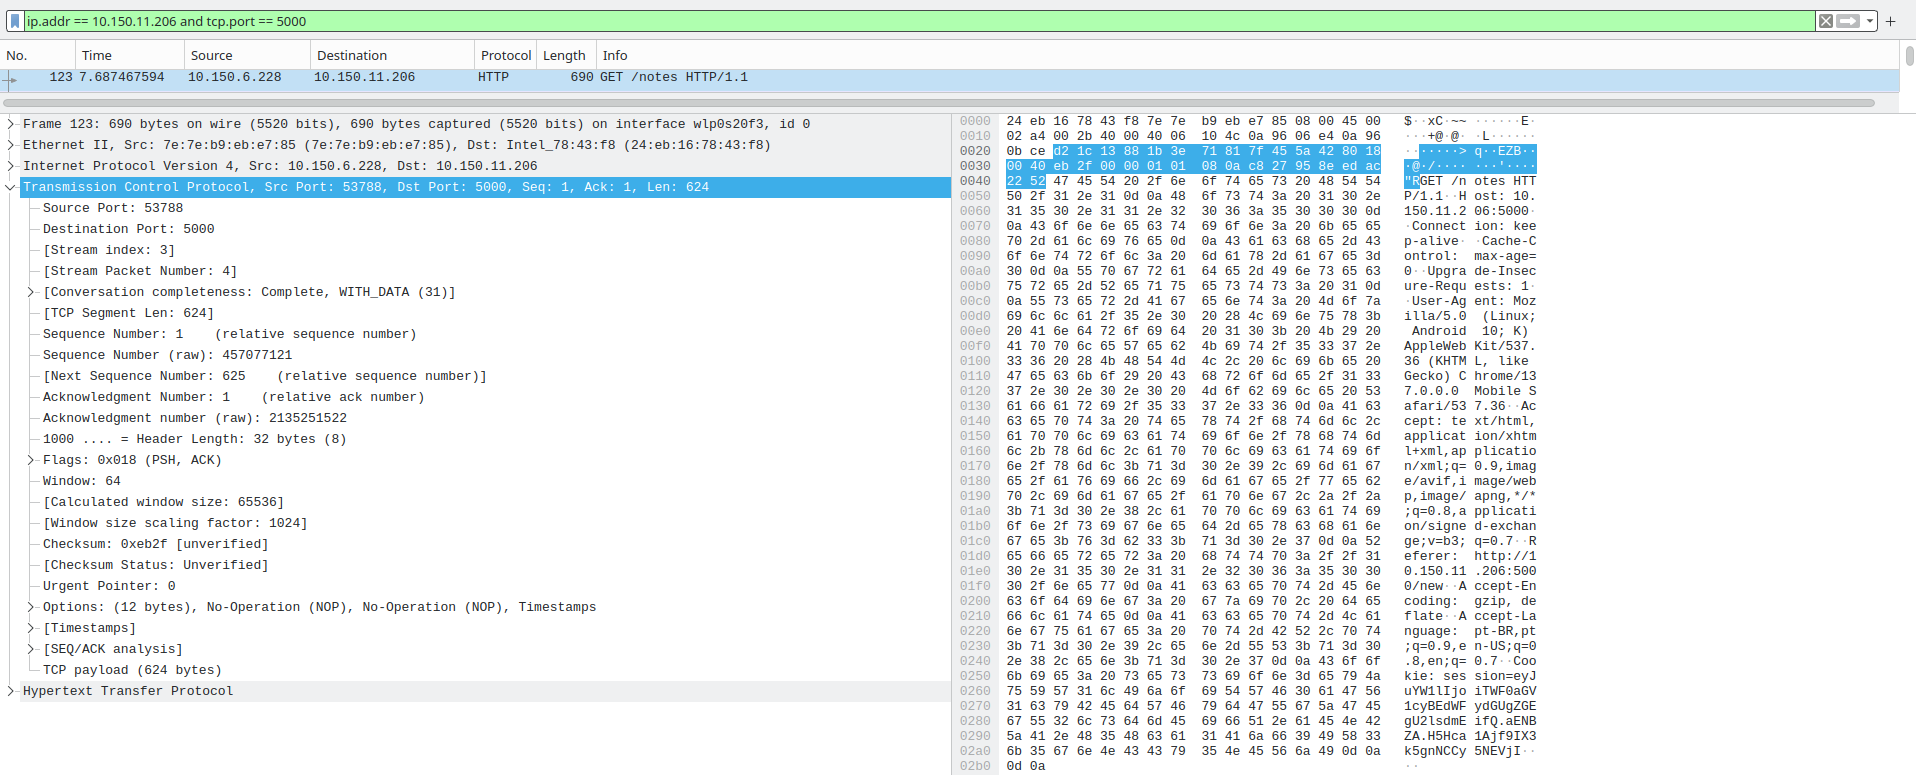 ip.addr == 10.150.11.206 and tcp.port == 5000
No. Time Source Destination Protocol Length Info
123 7.687467594 10.150.6.228 10.150.11.206 HTTP 690 GET /notes HTTP/1.1
Frame 123: 690 bytes on wire (5520 bits), 690 bytes captured (5520 bits) on interface wlp0s20f3, id 0
Ethernet II, Src: 7e:7e:b9:eb:e7:85 (7e:7e:b9:eb:e7:85), Dst: Intel_78:43:f8 (24:eb:16:78:43:f8)
Internet Protocol Version 4, Src: 10.150.6.228, Dst: 10.150.11.206
Transmission Control Protocol, Src Port: 53788, Dst Port: 5000, Seq: 1, Ack: 1, Len: 624
Source Port: 53788
Destination Port: 5000
[Stream index: 3]
[Stream Packet Number: 4]
[Conversation completeness: Complete, WITH_DATA (31)]
[TCP Segment Len: 624]
Sequence Number: 1    (relative sequence number)
Sequence Number (raw): 457077121
[Next Sequence Number: 625    (relative sequence number)]
Acknowledgment Number: 1    (relative ack number)
Acknowledgment number (raw): 2135251522
1000 .... = Header Length: 32 bytes (8)
Flags: 0x018 (PSH, ACK)
Window: 64
[Calculated window size: 65536]
[Window size scaling factor: 1024]
Checksum: 0xeb2f [unverified]
[Checksum Status: Unverified]
Urgent Pointer: 0
Options: (12 bytes), No-Operation (NOP), No-Operation (NOP), Timestamps
[Timestamps]
[SEQ/ACK analysis]
TCP payload (624 bytes)
Hypertext Transfer Protocol
0000 24 eb 16 78 43 f8 7e 7e b9 eb e7 85 08 00 45 00 $··xC·~~ ······E·
0010 02 a4 00 2b 40 00 40 06 10 4c 0a 96 06 e4 0a 96 ···+@·@· ·L······
0020 0b ce d2 1c 13 88 1b 3e 71 81 7f 45 5a 42 80 18 ·······> q··EZB··
0030 00 40 eb 2f 00 00 01 01 08 0a c8 27 95 8e ed ac ·@·/···· ···'····
0040 22 52 47 45 54 20 2f 6e 6f 74 65 73 20 48 54 54 "RGET /n otes HTT
0050 50 2f 31 2e 31 0d 0a 48 6f 73 74 3a 20 31 30 2e P/1.1··H ost: 10.
0060 31 35 30 2e 31 31 2e 32 30 36 3a 35 30 30 30 0d 150.11.2 06:5000·
0070 0a 43 6f 6e 6e 65 63 74 69 6f 6e 3a 20 6b 65 65 ·Connect ion: kee
0080 70 2d 61 6c 69 76 65 0d 0a 43 61 63 68 65 2d 43 p-alive· ·Cache-C
0090 6f 6e 74 72 6f 6c 3a 20 6d 61 78 2d 61 67 65 3d ontrol:  max-age=
00a0 30 0d 0a 55 70 67 72 61 64 65 2d 49 6e 73 65 63 0··Upgra de-Insec
00b0 75 72 65 2d 52 65 71 75 65 73 74 73 3a 20 31 0d ure-Requ ests: 1·
00c0 0a 55 73 65 72 2d 41 67 65 6e 74 3a 20 4d 6f 7a ·User-Ag ent: Moz
00d0 69 6c 6c 61 2f 35 2e 30 20 28 4c 69 6e 75 78 3b illa/5.0  (Linux;
00e0 20 41 6e 64 72 6f 69 64 20 31 30 3b 20 4b 29 20  Android  10; K)
00f0 41 70 70 6c 65 57 65 62 4b 69 74 2f 35 33 37 2e AppleWeb Kit/537.
0100 33 36 20 28 4b 48 54 4d 4c 2c 20 6c 69 6b 65 20 36 (KHTM L, like
0110 47 65 63 6b 6f 29 20 43 68 72 6f 6d 65 2f 31 33 Gecko) C hrome/13
0120 37 2e 30 2e 30 2e 30 20 4d 6f 62 69 6c 65 20 53 7.0.0.0  Mobile S
0130 61 66 61 72 69 2f 35 33 37 2e 33 36 0d 0a 41 63 afari/53 7.36··Ac
0140 63 65 70 74 3a 20 74 65 78 74 2f 68 74 6d 6c 2c cept: te xt/html,
0150 61 70 70 6c 69 63 61 74 69 6f 6e 2f 78 68 74 6d applicat ion/xhtm
0160 6c 2b 78 6d 6c 2c 61 70 70 6c 69 63 61 74 69 6f l+xml,ap plicatio
0170 6e 2f 78 6d 6c 3b 71 3d 30 2e 39 2c 69 6d 61 67 n/xml;q= 0.9,imag
0180 65 2f 61 76 69 66 2c 69 6d 61 67 65 2f 77 65 62 e/avif,i mage/web
0190 70 2c 69 6d 61 67 65 2f 61 70 6e 67 2c 2a 2f 2a p,image/ apng,*/*
01a0 3b 71 3d 30 2e 38 2c 61 70 70 6c 69 63 61 74 69 ;q=0.8,a pplicati
01b0 6f 6e 2f 73 69 67 6e 65 64 2d 65 78 63 68 61 6e on/signe d-exchan
01c0 67 65 3b 76 3d 62 33 3b 71 3d 30 2e 37 0d 0a 52 ge;v=b3; q=0.7··R
01d0 65 66 65 72 65 72 3a 20 68 74 74 70 3a 2f 2f 31 eferer:  http://1
01e0 30 2e 31 35 30 2e 31 31 2e 32 30 36 3a 35 30 30 0.150.11 .206:500
01f0 30 2f 6e 65 77 0d 0a 41 63 63 65 70 74 2d 45 6e 0/new··A ccept-En
0200 63 6f 64 69 6e 67 3a 20 67 7a 69 70 2c 20 64 65 coding:  gzip, de
0210 66 6c 61 74 65 0d 0a 41 63 63 65 70 74 2d 4c 61 flate··A ccept-La
0220 6e 67 75 61 67 65 3a 20 70 74 2d 42 52 2c 70 74 nguage:  pt-BR,pt
0230 3b 71 3d 30 2e 39 2c 65 6e 2d 55 53 3b 71 3d 30 ;q=0.9,e n-US;q=0
0240 2e 38 2c 65 6e 3b 71 3d 30 2e 37 0d 0a 43 6f 6f .8,en;q= 0.7··Coo
0250 6b 69 65 3a 20 73 65 73 73 69 6f 6e 3d 65 79 4a kie: ses sion=eyJ
0260 75 59 57 31 6c 49 6a 6f 69 54 57 46 30 61 47 56 uYW1lIjo iTWF0aGV
0270 31 63 79 42 45 64 57 46 79 64 47 55 67 5a 47 45 1cyBEdWF ydGUgZGE
0280 67 55 32 6c 73 64 6d 45 69 66 51 2e 61 45 4e 42 gU2lsdmE ifQ.aENB
0290 5a 41 2e 48 35 48 63 61 31 41 6a 66 39 49 58 33 ZA.H5Hca 1Ajf9IX3
02a0 6b 35 67 6e 4e 43 43 79 35 4e 45 56 6a 49 0d 0a k5gnNCCy 5NEVjI··
02b0 0d 0a ··